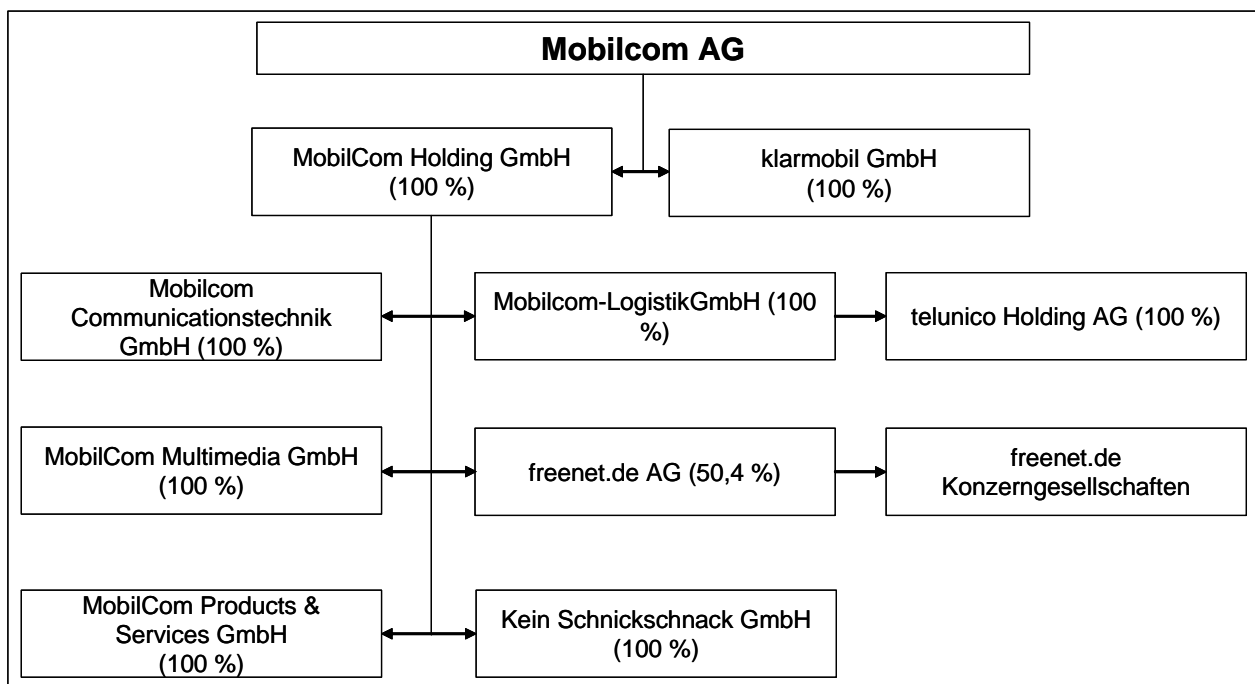 Mobilcom AG
MobilCom Holding GmbH
(100 %)
klarmobil GmbH
(100 %)
Mobilcom
Communicationstechnik
GmbH (100 %)
Mobilcom-LogistikGmbH (100
%)
telunico Holding AG (100 %)
MobilCom Multimedia GmbH
(100 %)
freenet.de AG (50,4 %)
freenet.de
Konzerngesellschaften
MobilCom Products &
Services GmbH
(100 %)
Kein Schnickschnack GmbH
(100 %)